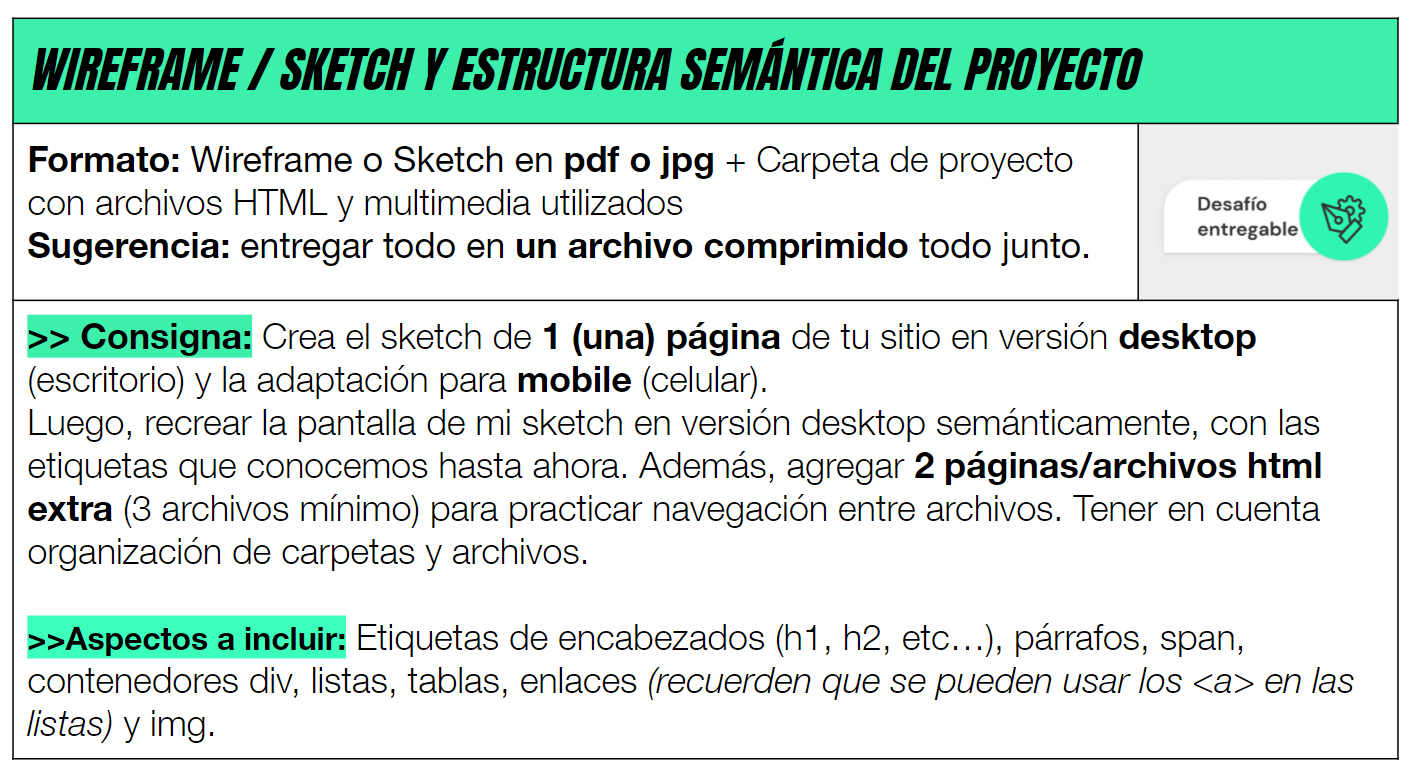 WIREFRAME / SKETCH Y ESTRUCTURA SEMÁNTICA DEL PROYECTO
Formato: Wireframe o Sketch en pdf o jpg + Carpeta de proyecto
con archivos HTML y multimedia utilizados
Sugerencia: entregar todo en un archivo comprimido todo junto.
Desafío
entregable
>> Consigna: Crea el sketch de 1 (una) página de tu sitio en versión desktop
(escritorio) y la adaptación para mobile (celular).
Luego, recrear la pantalla de mi sketch en versión desktop semánticamente, con las
etiquetas que conocemos hasta ahora. Además, agregar 2 páginas/archivos html
extra (3 archivos mínimo) para practicar navegación entre archivos. Tener en cuenta
organización de carpetas y archivos.
>>Aspectos a incluir: Etiquetas de encabezados (h1, h2, etc…), párrafos, span,
contenedores div, listas, tablas, enlaces (recuerden que se pueden usar los <a> en las
listas) y img.